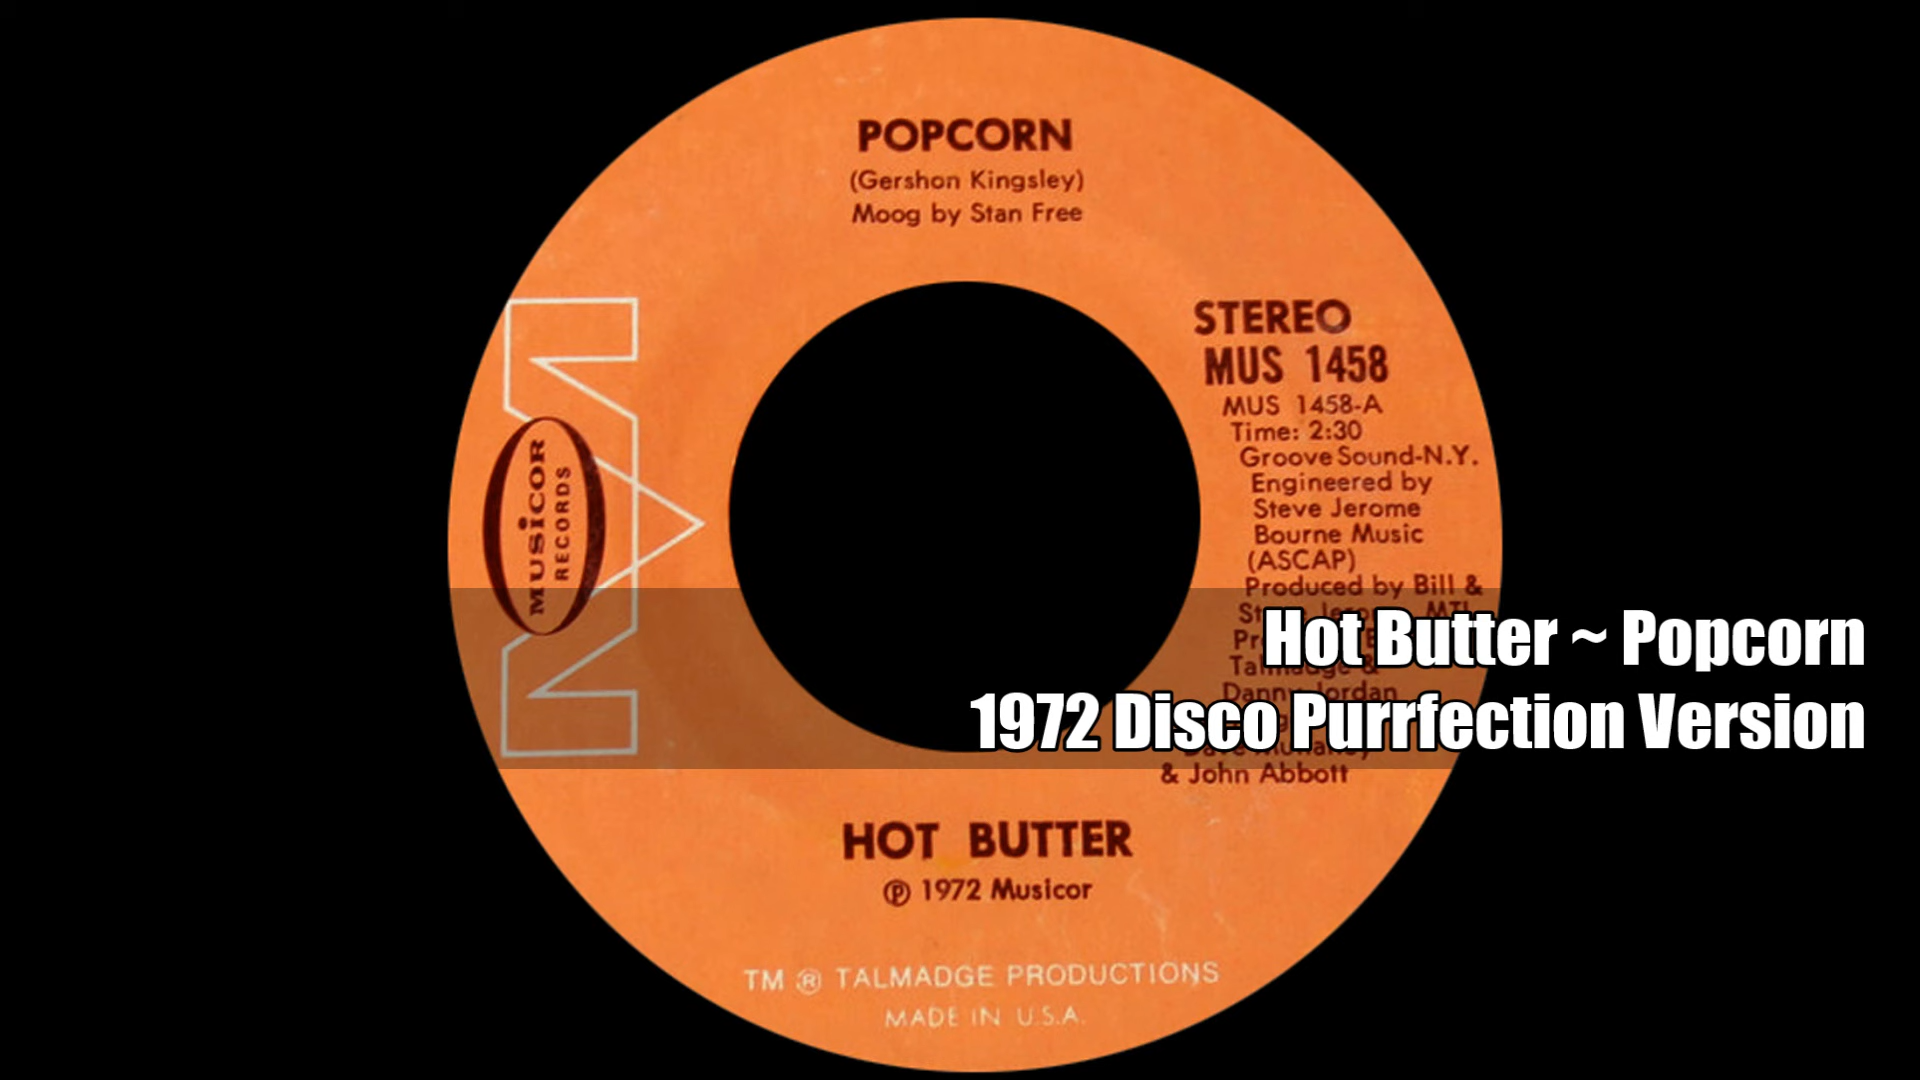 POPCORN
(Gershon Kingsley)
Moog by Stan Free
STEREO
MUS 1458
MUS 1458-A
Time: 2:30
Groove Sound-N.Y.
Engineered by
Steve Jerome
Bourne Music
(ASCAP)
Produced by Bill &
Danny Jordan
& John Abbott
MUSICOR
RECORDS
Hot Butter ~ Popcorn
1972 Disco Purrfection Version
HOT BUTTER
℗ 1972 Musicor
TM ® TALMADGE PRODUCTIONS
MADE IN U.S.A.